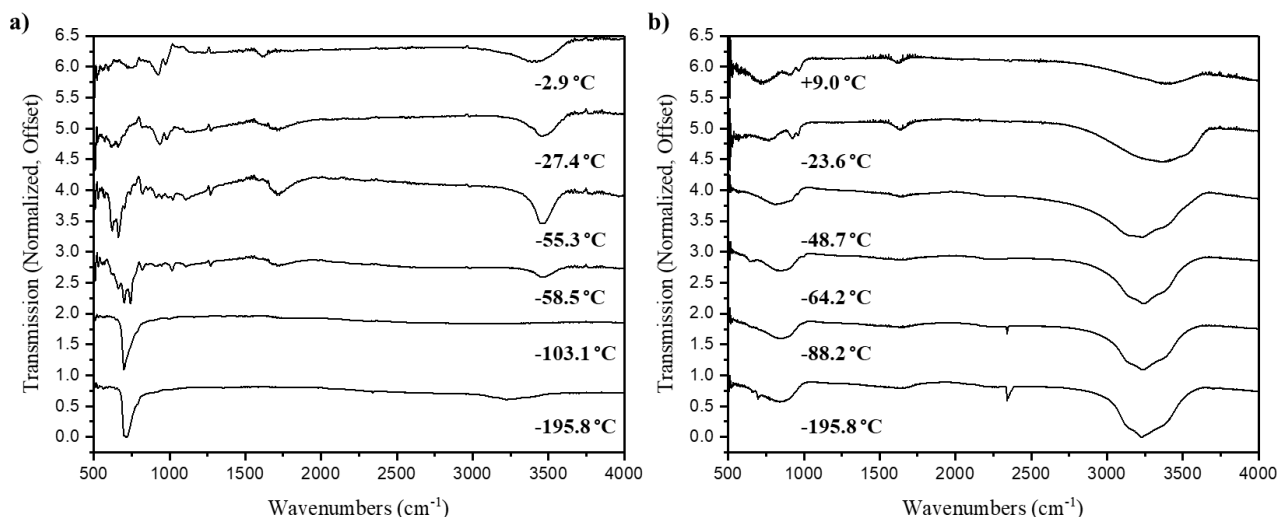 a)
Transmission (Normalized, Offset)
6.5
6.0
5.5
5.0
4.5
4.0
3.5
3.0
2.5
2.0
1.5
1.0
0.5
0.0
-2.9 °C
-27.4 °C
-55.3 °C
-58.5 °C
-103.1 °C
-195.8 °C
500 1000 1500 2000 2500 3000 3500 4000
Wavenumbers (cm⁻¹)
b)
Transmission (Normalized, Offset)
6.5
6.0
5.5
5.0
4.5
4.0
3.5
3.0
2.5
2.0
1.5
1.0
0.5
0.0
+9.0 °C
-23.6 °C
-48.7 °C
-64.2 °C
-88.2 °C
-195.8 °C
500 1000 1500 2000 2500 3000 3500 4000
Wavenumbers (cm⁻¹)